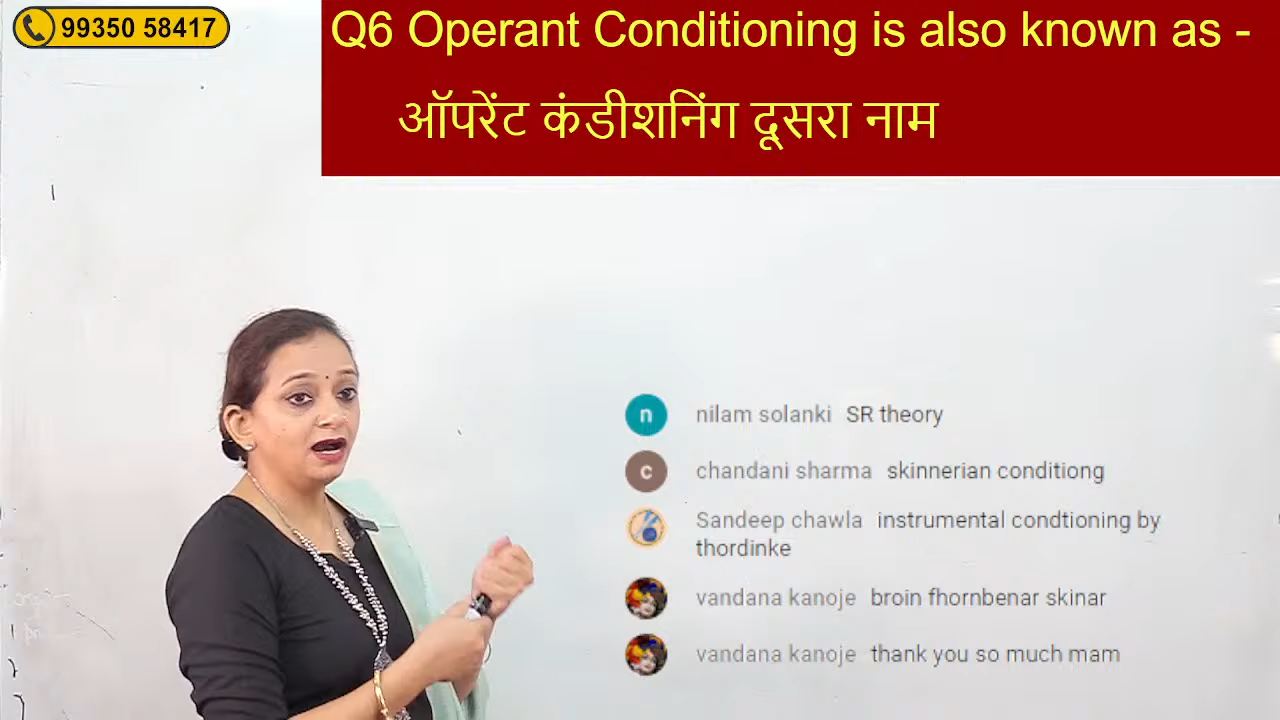 99350 58417
Q6 Operant Conditioning is also known as -
ऑपरेंट कंडीशनिंग दूसरा नाम
n nilam solanki SR theory
c chandani sharma skinnerian conditiong
Sandeep chawla instrumental condtioning by
thordinke
vandana kanoje broin fhornbenar skinar
vandana kanoje thank you so much mam